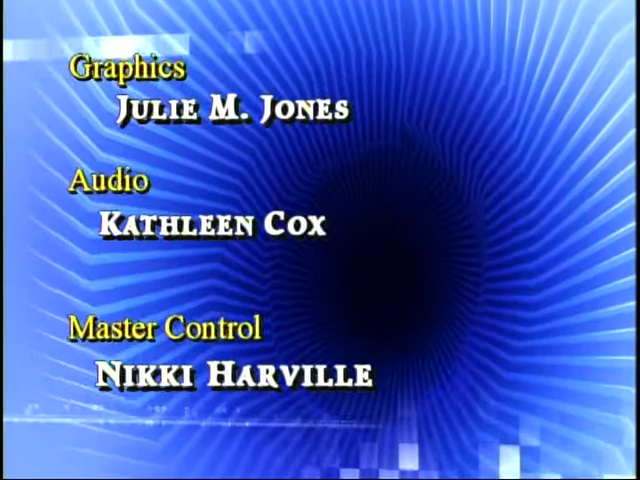 Graphics
Julie M. Jones
Audio
Kathleen Cox
Master Control
Nikki Harville